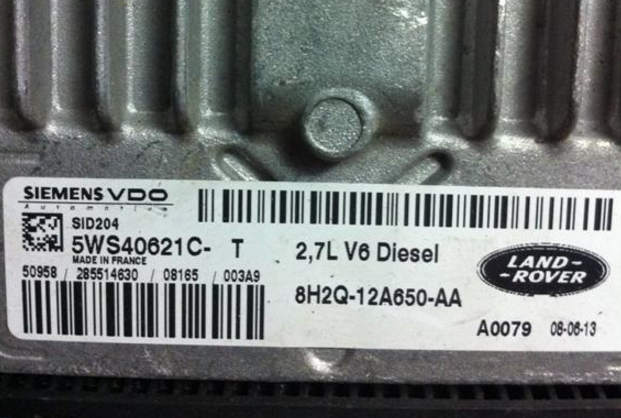 SIEMENS VDO
Automotive
SID204
5WS40621C- T
MADE IN FRANCE
50958 / 285514630 / 08165 / 003A9
2,7L V6 Diesel
8H2Q-12A650-AA
LAND-
-ROVER
A0079 08-06-13